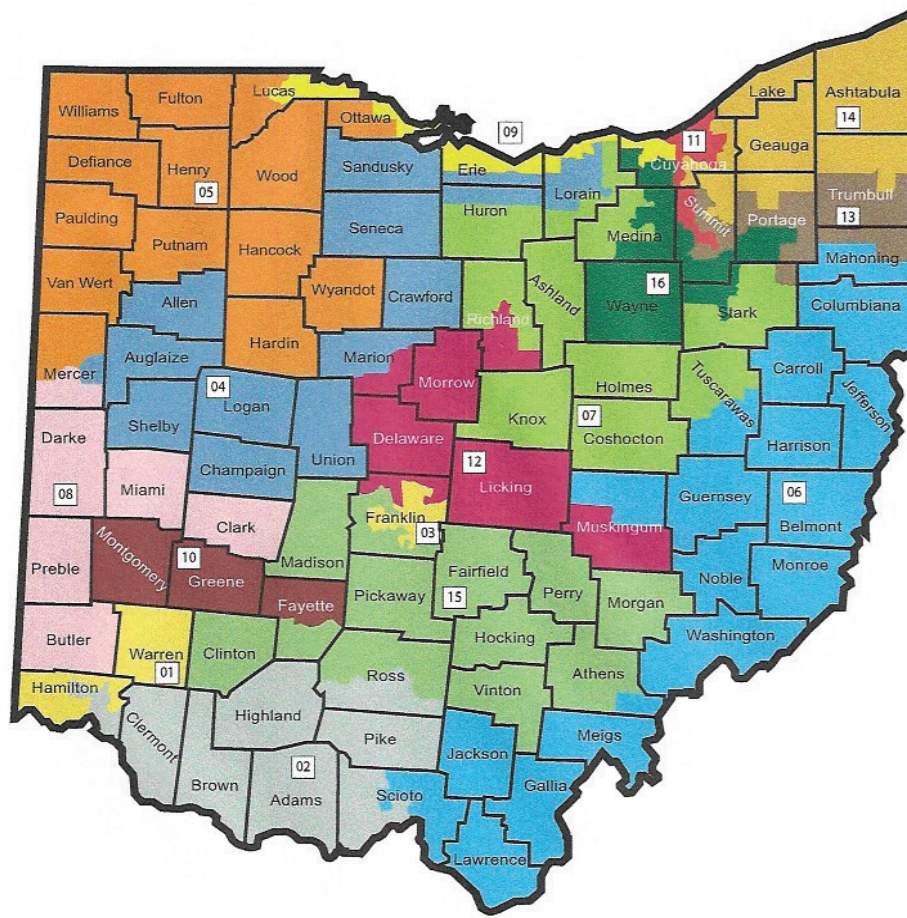 Lake
Ashtabula
14
Fulton
Lucas
Williams
Ottawa
09
11
Geauga
Cuyahoga
Defiance
Henry
05
Wood
Sandusky
Erie
Lorain
Trumbull
13
Summit
Portage
Paulding
Huron
Medina
Putnam
Seneca
Mahoning
Hancock
Van Wert
Wyandot
Crawford
Ashland
16
Wayne
Stark
Columbiana
Allen
Richland
Hardin
Marion
Auglaize
Mercer
Morrow
Holmes
Tuscarawas
Carroll
Jefferson
04
Logan
Knox
07
Coshocton
Shelby
Darke
Delaware
Harrison
Union
Champaign
12
Licking
Miami
08
Guernsey
06
Belmont
Clark
Franklin
03
Muskingum
Montgomery
10
Greene
Madison
Preble
Fairfield
Noble
Monroe
Fayette
Pickaway
15
Perry
Morgan
Butler
Warren
01
Clinton
Hocking
Washington
Hamilton
Ross
Vinton
Athens
Highland
Clermont
Pike
Jackson
Meigs
02
Brown
Adams
Scioto
Gallia
Lawrence